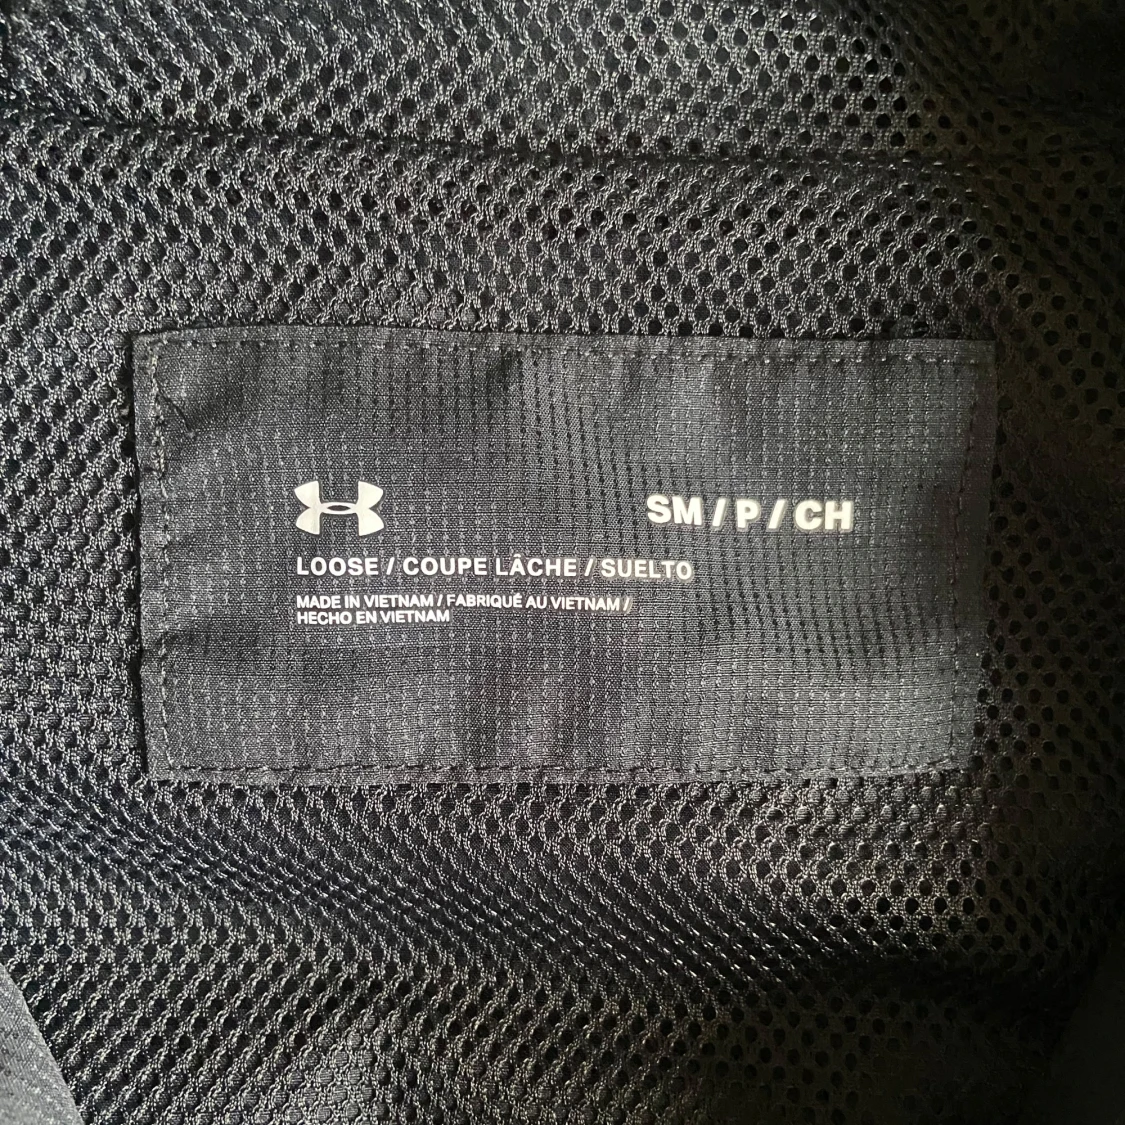 SM / P / CH
LOOSE / COUPE LÂCHE / SUELTO
MADE IN VIETNAM / FABRIQUÉ AU VIETNAM /
HECHO EN VIETNAM